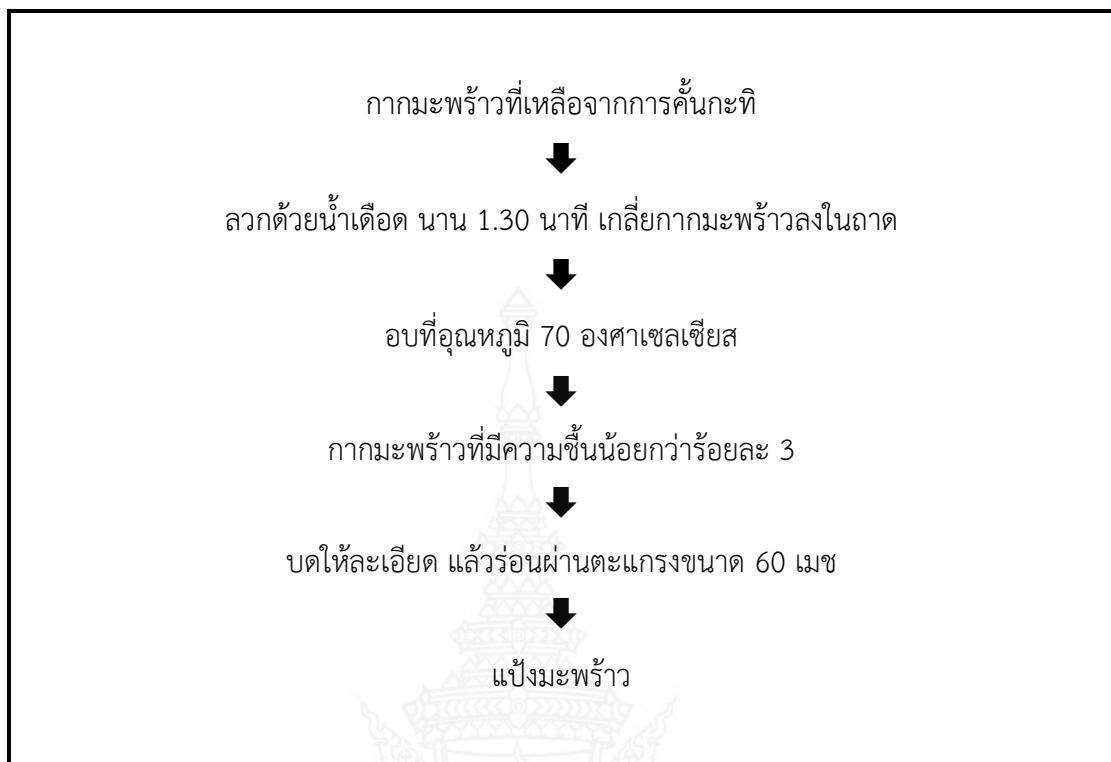 กากมะพร้าวที่เหลือจากการคั้นกะทิ
ลวกด้วยน้ำเดือด นาน 1.30 นาที เกลี่ยกากมะพร้าวลงในถาด
อบที่อุณหภูมิ 70 องศาเซลเซียส
กากมะพร้าวที่มีความชื้นน้อยกว่าร้อยละ 3
บดให้ละเอียด แล้วร่อนผ่านตะแกรงขนาด 60 เมช
แป้งมะพร้าว